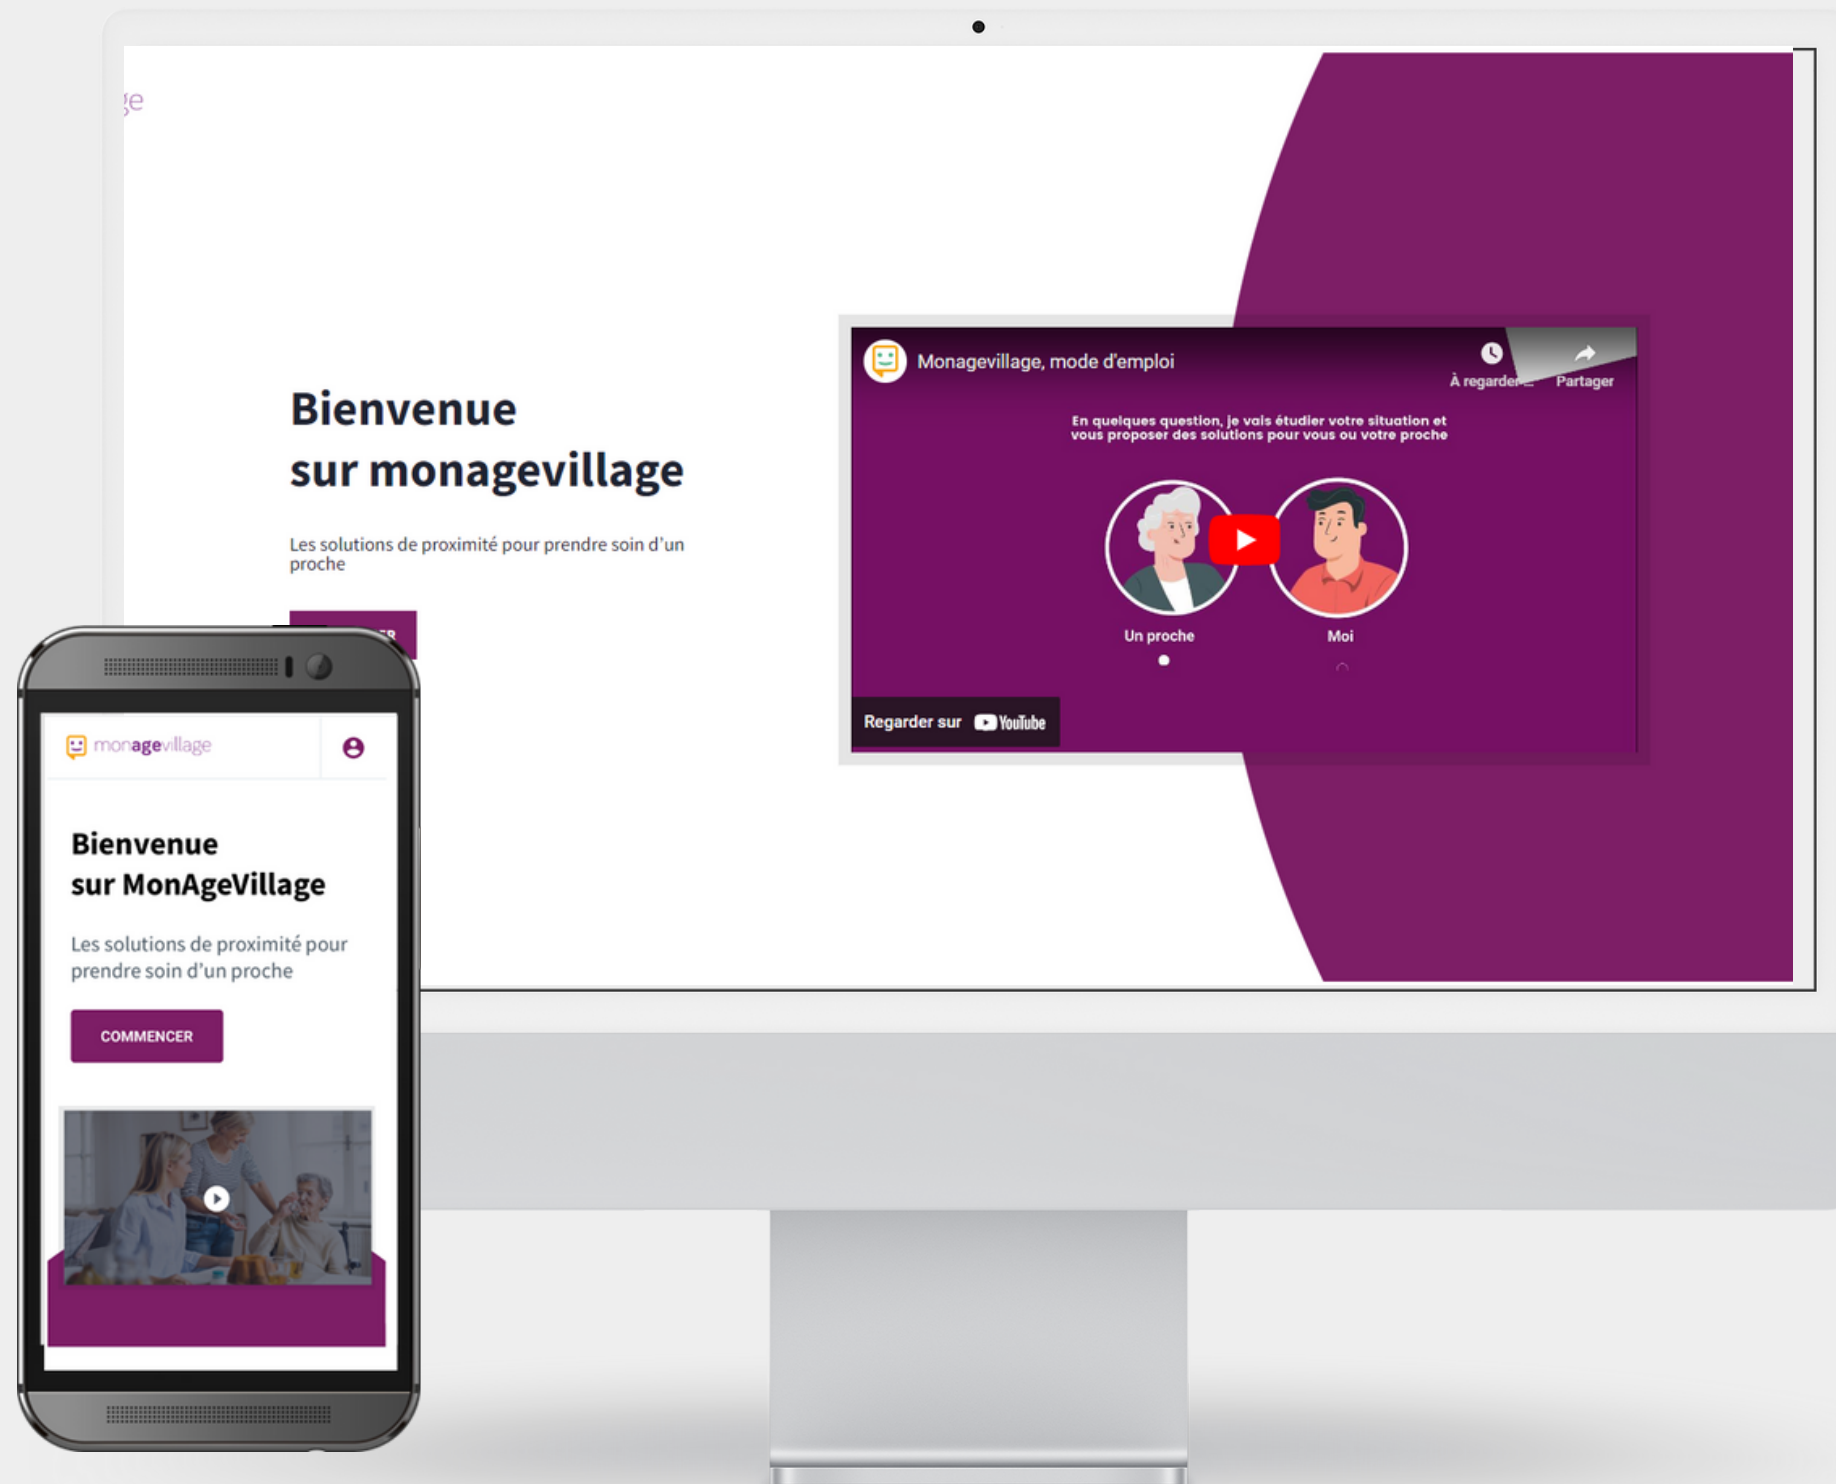 Bienvenue
sur monagevillage
Les solutions de proximité pour prendre soin d'un
proche
Monagevillage, mode d'emploi
À regarder...
Partager
En quelques question, je vais étudier votre situation et
vous proposer des solutions pour vous ou votre proche
Un proche
Moi
Regarder sur YouTube
monagevillage
Bienvenue
sur MonAgeVillage
Les solutions de proximité pour
prendre soin d'un proche
COMMENCER